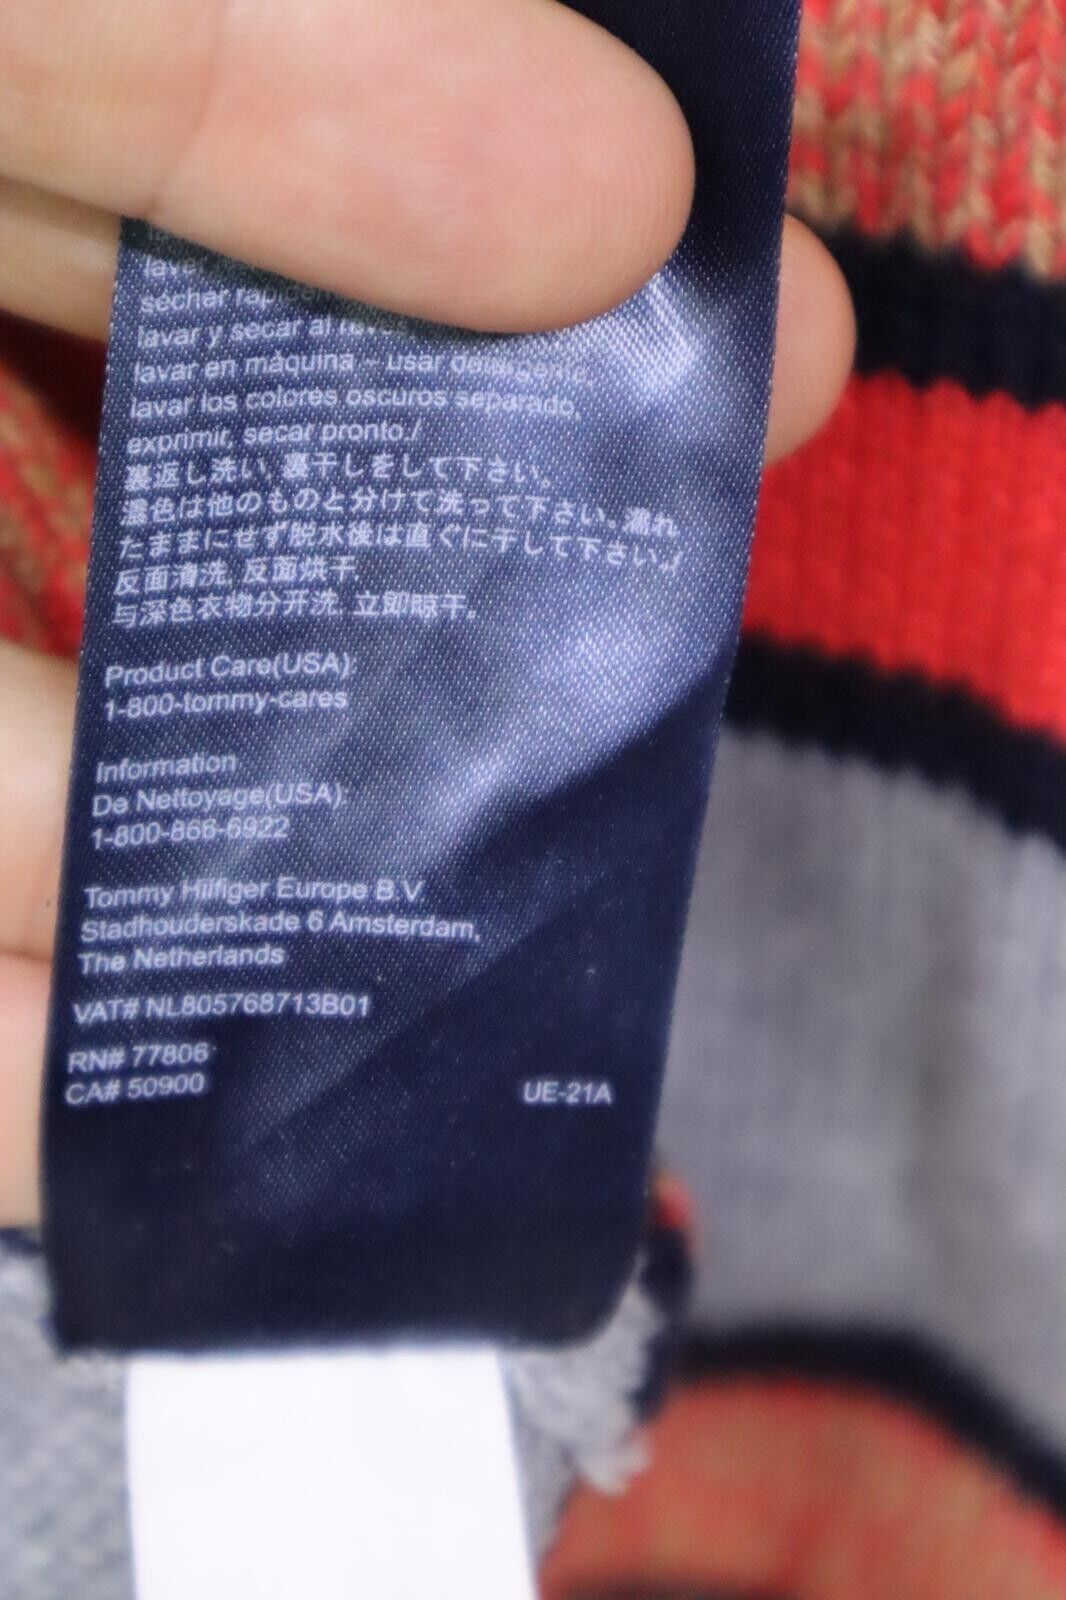 lave
séchar rapide
lavar y secar al revés
lavar en máquina – usar detergente,
lavar los colores oscuros separado,
exprimir, secar pronto./
裏返し洗い、裏干しをして下さい。
濃色は他のものと分けて洗って下さい。濡れ
たままにせず脱水後は直ぐに干して下さい。/
反面清洗, 反面烘干
与深色衣物分开洗, 立即晾干。
Product Care(USA):
1-800-tommy-cares
Information
De Nettoyage(USA):
1-800-866-6922
Tommy Hilfiger Europe B.V.
Stadhouderskade 6 Amsterdam,
The Netherlands
VAT# NL805768713B01
RN# 77806
CA# 50900 UE-21A